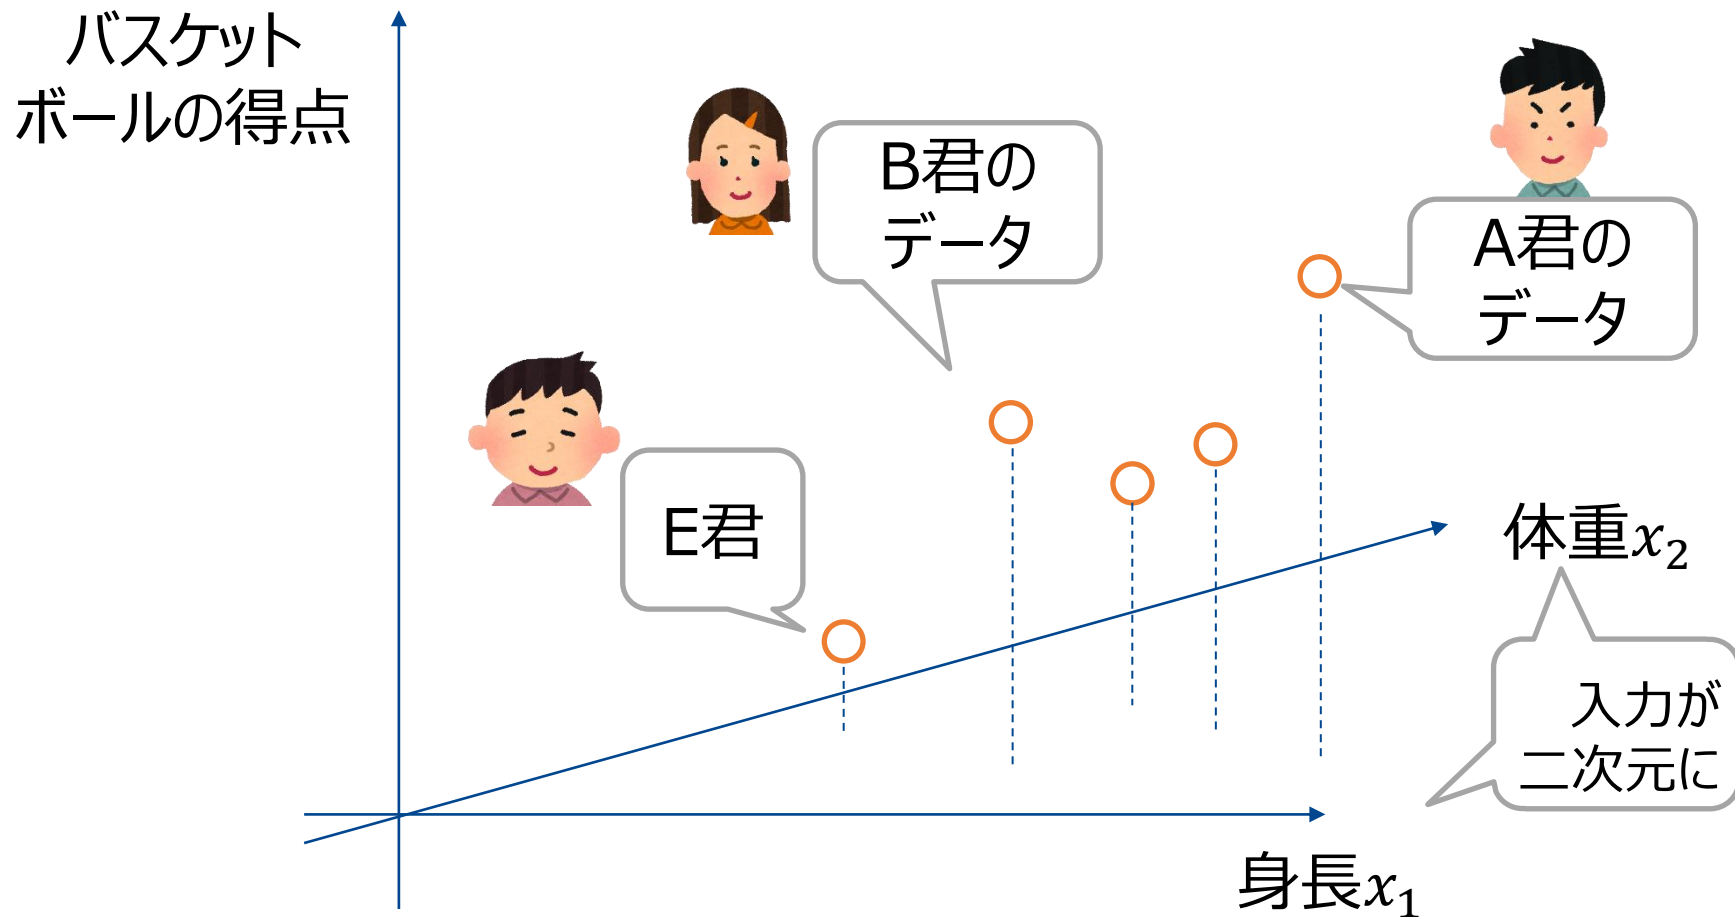 バスケット
ボールの得点
B君の
データ
A君の
データ
E君
体重x₂
入力が
二次元に
身長x₁